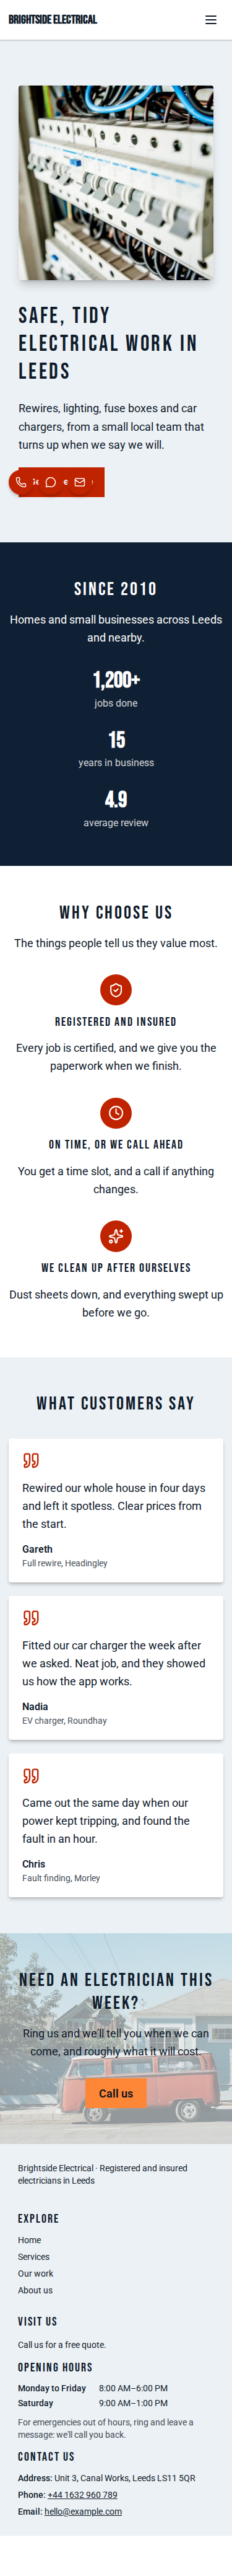 BRIGHTSIDE ELECTRICAL
SAFE, TIDY
ELECTRICAL WORK IN
LEEDS
Rewires, lighting, fuse boxes and car
chargers, from a small local team that
turns up when we say we will.
SINCE 2010
Homes and small businesses across Leeds
and nearby.
1,200+
jobs done
15
years in business
4.9
average review
WHY CHOOSE US
The things people tell us they value most.
REGISTERED AND INSURED
Every job is certified, and we give you the
paperwork when we finish.
ON TIME, OR WE CALL AHEAD
You get a time slot, and a call if anything
changes.
WE CLEAN UP AFTER OURSELVES
Dust sheets down, and everything swept up
before we go.
WHAT CUSTOMERS SAY
Rewired our whole house in four days
and left it spotless. Clear prices from
the start.
Gareth
Full rewire, Headingley
Fitted our car charger the week after
we asked. Neat job, and they showed
us how the app works.
Nadia
EV charger, Roundhay
Came out the same day when our
power kept tripping, and found the
fault in an hour.
Chris
Fault finding, Morley
NEED AN ELECTRICIAN THIS
WEEK?
Ring us and we'll tell you when we can
come, and roughly what it will cost.
Call us
Brightside Electrical · Registered and insured
electricians in Leeds
EXPLORE
Home
Services
Our work
About us
VISIT US
Call us for a free quote.
OPENING HOURS
Monday to Friday 8:00 AM–6:00 PM
Saturday 9:00 AM–1:00 PM
For emergencies out of hours, ring and leave a
message: we'll call you back.
CONTACT US
Address: Unit 3, Canal Works, Leeds LS11 5QR
Phone: +44 1632 960 789
Email: hello@example.com